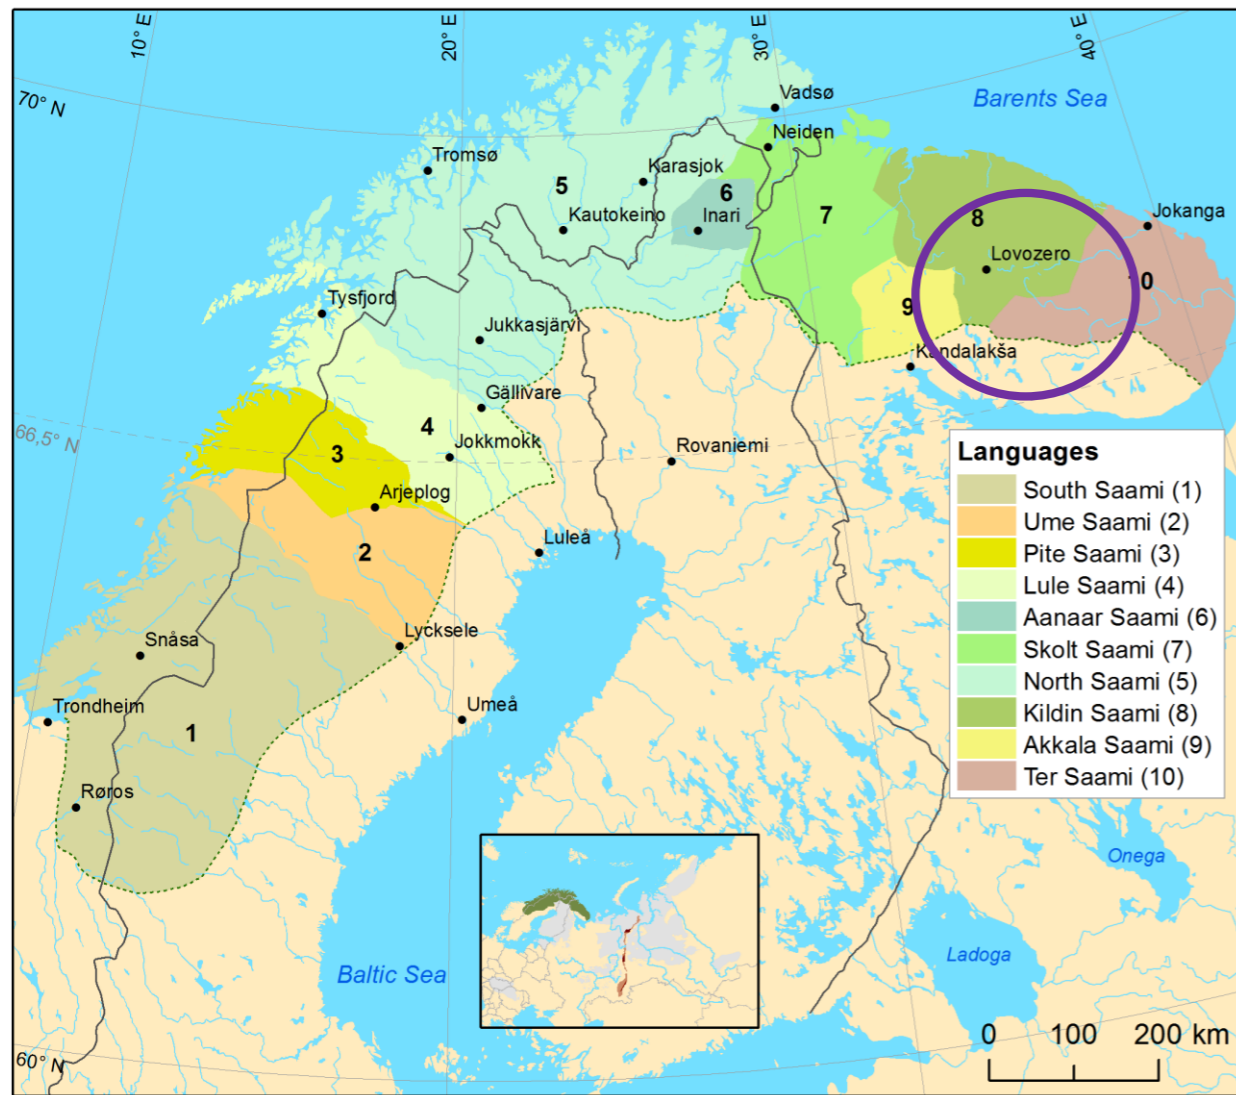 10° E
20° E
30° E
40° E
70° N
Barents Sea
Vadsø
Neiden
Tromsø
Karasjok
5
6
Kautokeino
Inari
7
8
Jokanga
Lovozero
10
Tysfjord
9
Jukkasjärvi
Kandalakša
Gällivare
66,5° N
4
3
Jokkmokk
Rovaniemi
Arjeplog
2
Luleå
Lycksele
Snåsa
Trondheim
Umeå
1
Røros
Languages
South Saami (1)
Ume Saami (2)
Pite Saami (3)
Lule Saami (4)
Aanaar Saami (6)
Skolt Saami (7)
North Saami (5)
Kildin Saami (8)
Akkala Saami (9)
Ter Saami (10)
Onega
Ladoga
Baltic Sea
60° N
0 100 200 km